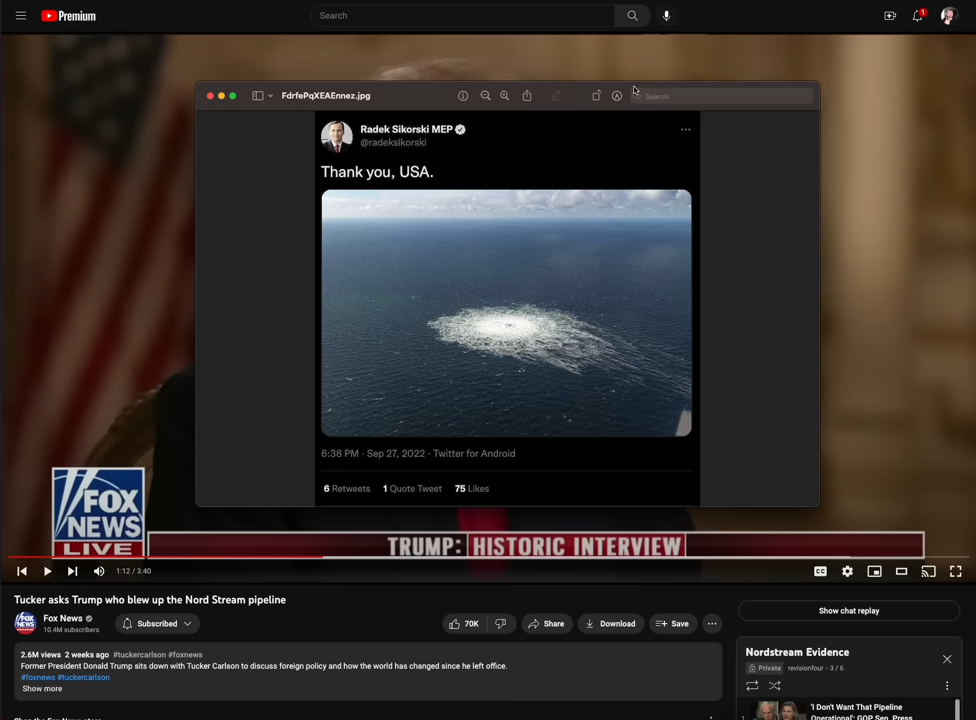 Premium
Search
1
FdrfePqXEAEnnez.jpg
Search
Radek Sikorski MEP
@radeksikorski
Thank you, USA.
6:38 PM · Sep 27, 2022 · Twitter for Android
6 Retweets 1 Quote Tweet 75 Likes
FOX
NEWS
LIVE
TRUMP: HISTORIC INTERVIEW
1:12 / 3:40
CC
Tucker asks Trump who blew up the Nord Stream pipeline
Fox News
10.4M subscribers
Subscribed
70K
Share
Download
Save
Show chat replay
2.6M views 2 weeks ago #tuckercarlson #foxnews
Former President Donald Trump sits down with Tucker Carlson to discuss foreign policy and how the world has changed since he left office.
#foxnews #tuckercarlson
Show more
Nordstream Evidence
Private revisionfour - 3 / 6
1
'I Don't Want That Pipeline
Operational': GOP Sen. Press